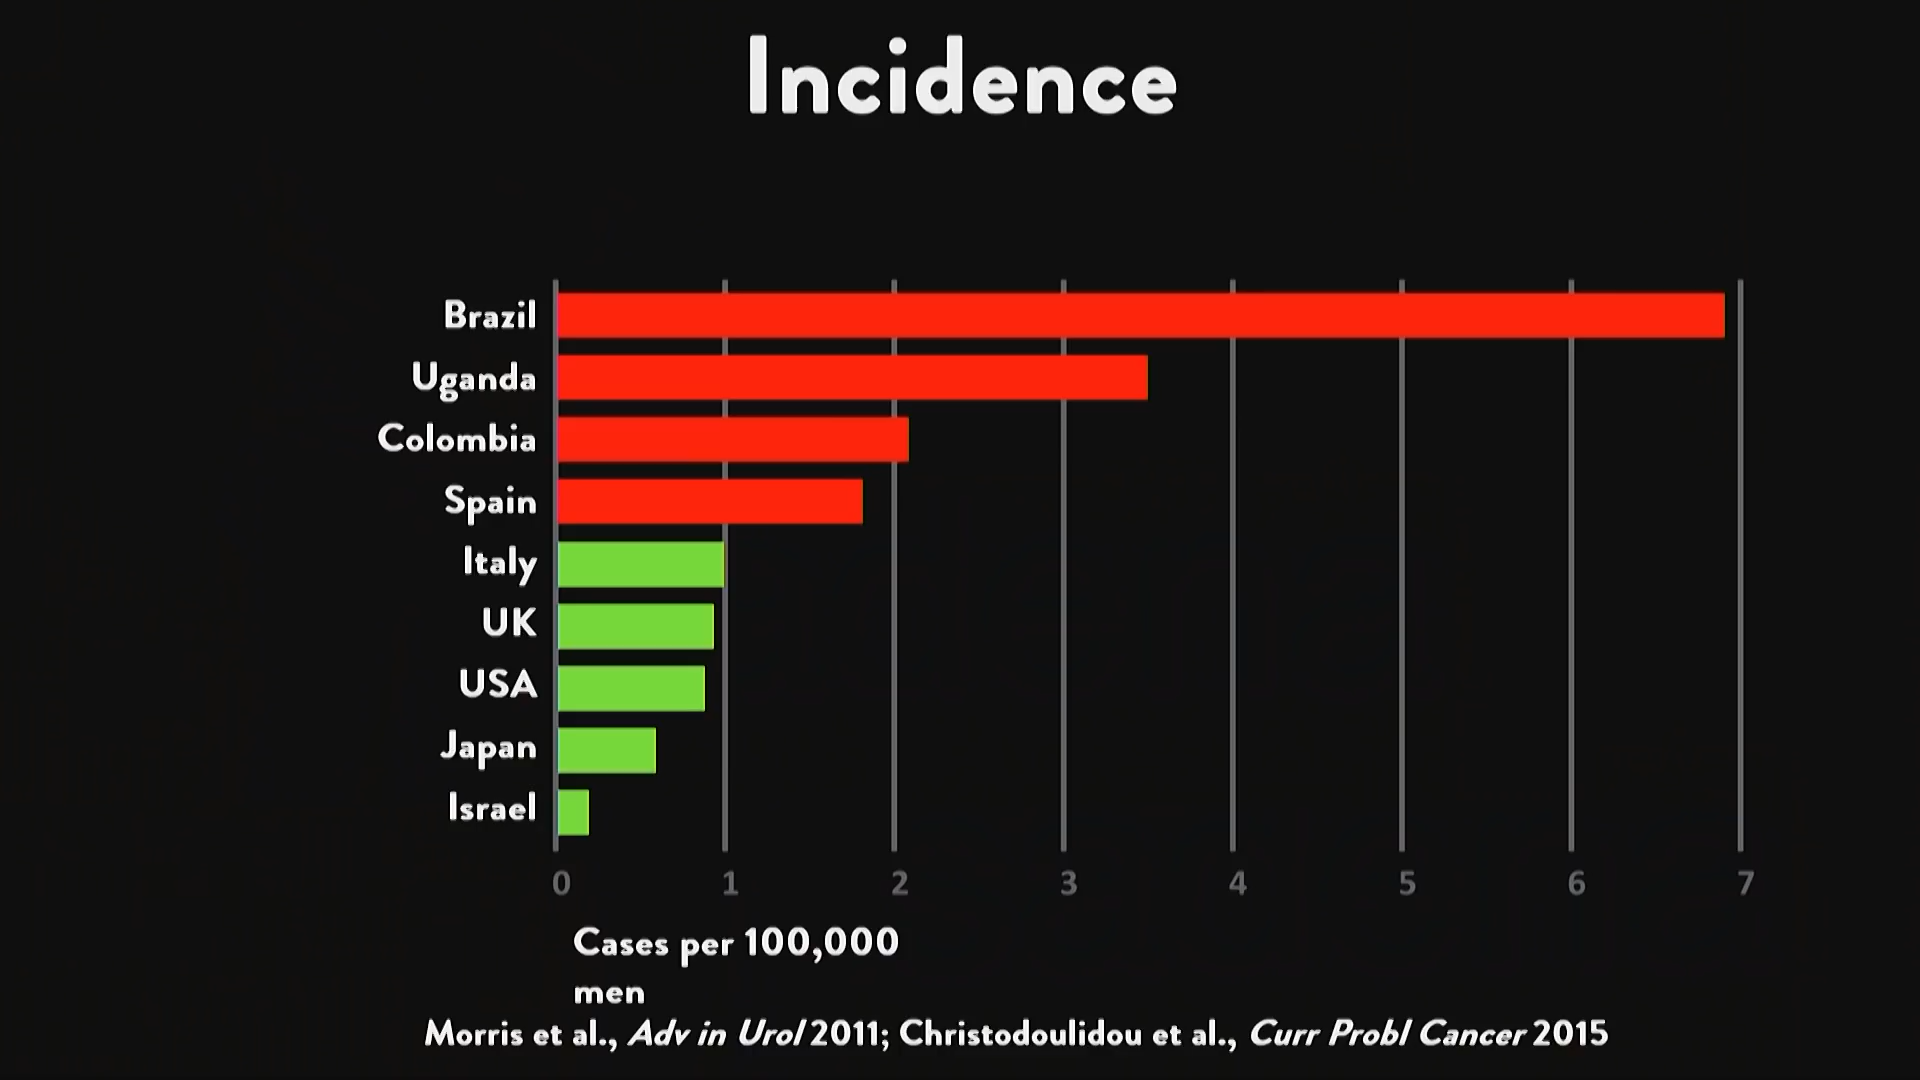 Incidence
Brazil
Uganda
Colombia
Spain
Italy
UK
USA
Japan
Israel
0 1 2 3 4 5 6 7
Cases per 100,000
men
Morris et al., Adv in Urol 2011; Christodoulidou et al., Curr Probl Cancer 2015